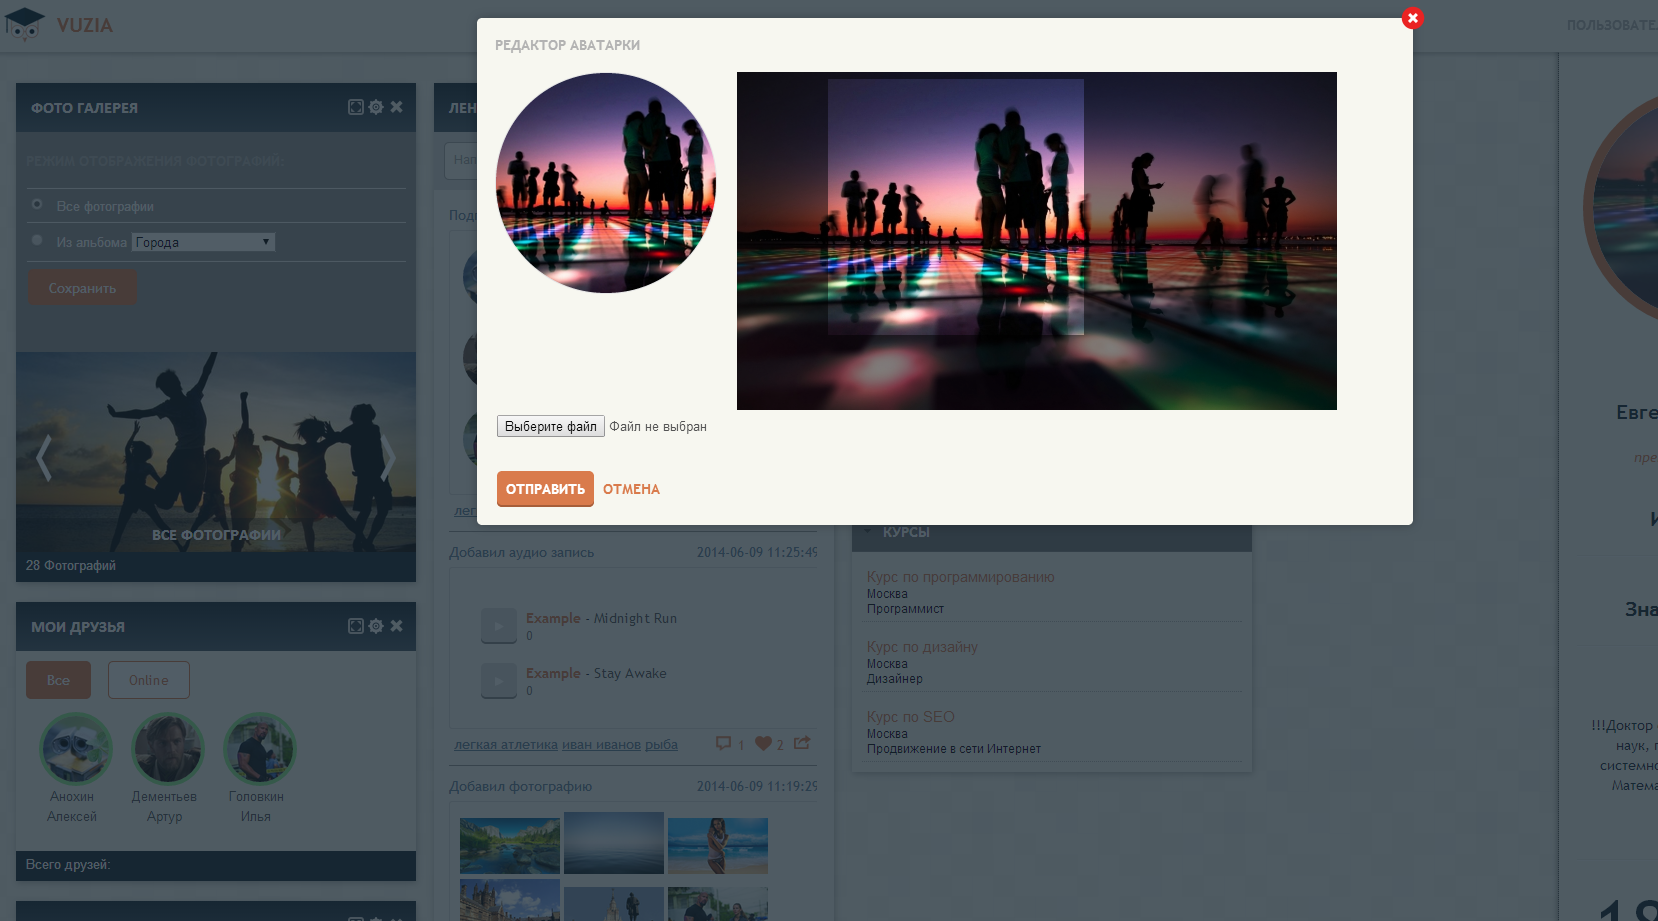 VUZIA
ПОЛЬЗОВАТЕ
РЕДАКТОР АВАТАРКИ
Выберите файл Файл не выбран
ОТПРАВИТЬ ОТМЕНА
ФОТО ГАЛЕРЕЯ
РЕЖИМ ОТОБРАЖЕНИЯ ФОТОГРАФИЙ:
Все фотографии
Из альбома Города
Сохранить
ВСЕ ФОТОГРАФИИ
28 Фотографий
МОИ ДРУЗЬЯ
Все Online
Анохин Алексей
Дементьев Артур
Головкин Илья
Всего друзей:
ЛЕН
Нап
лег
Добавил аудио запись 2014-06-09 11:25:49
Example - Midnight Run
0
Example - Stay Awake
0
легкая атлетика иван иванов рыба 1 2
Добавил фотографию 2014-06-09 11:19:29
КУРСЫ
Курс по программированию
Москва
Программист
Курс по дизайну
Москва
Дизайнер
Курс по SEO
Москва
Продвижение в сети Интернет
Евге
пре
Зна
!!!Доктор
наук,
системно
Матема